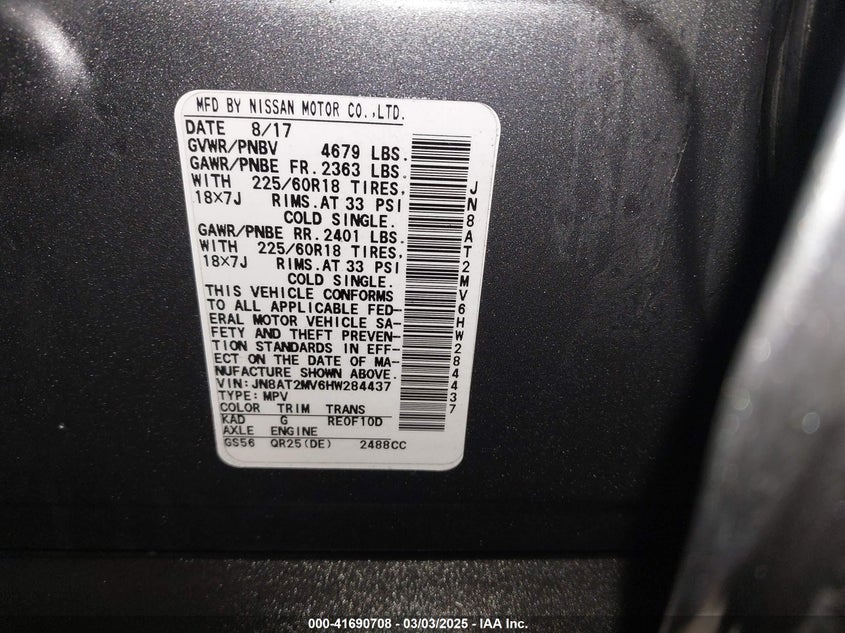 MFD BY NISSAN MOTOR CO.,LTD.
DATE 8/17
GVWR/PNBV 4679 LBS.
GAWR/PNBE FR.2363 LBS.
WITH 225/60R18 TIRES,
18×7J RIMS.AT 33 PSI
COLD SINGLE.
GAWR/PNBE RR.2401 LBS.
WITH 225/60R18 TIRES,
18×7J RIMS.AT 33 PSI
COLD SINGLE.
THIS VEHICLE CONFORMS
TO ALL APPLICABLE FED-
ERAL MOTOR VEHICLE SA-
FETY AND THEFT PREVEN-
TION STANDARDS IN EFF-
ECT ON THE DATE OF MA-
NUFACTURE SHOWN ABOVE.
VIN:JN8AT2MV6HW284437
TYPE:MPV
COLOR TRIM TRANS
KAD G RE0F10D
AXLE ENGINE
GS56 QR25(DE) 2488CC
JN8AT2MV6HW284437
000-41690708 - 03/03/2025 - IAA Inc.